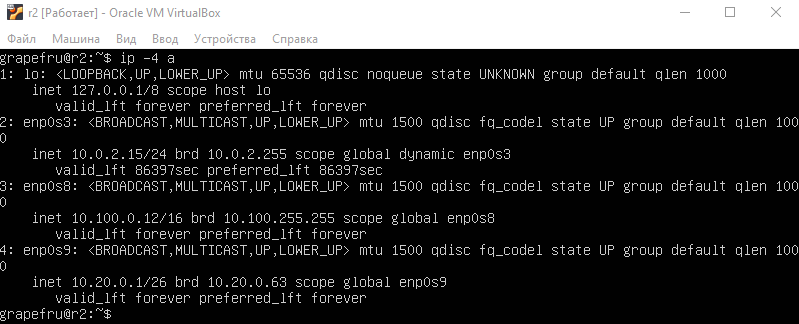 r2 [Работает] - Oracle VM VirtualBox
Файл Машина Вид Ввод Устройства Справка
grapefru@r2:~$ ip -4 a
1: lo: <LOOPBACK,UP,LOWER_UP> mtu 65536 qdisc noqueue state UNKNOWN group default qlen 1000
    inet 127.0.0.1/8 scope host lo
       valid_lft forever preferred_lft forever
2: enp0s3: <BROADCAST,MULTICAST,UP,LOWER_UP> mtu 1500 qdisc fq_codel state UP group default qlen 100
0
    inet 10.0.2.15/24 brd 10.0.2.255 scope global dynamic enp0s3
       valid_lft 86397sec preferred_lft 86397sec
3: enp0s8: <BROADCAST,MULTICAST,UP,LOWER_UP> mtu 1500 qdisc fq_codel state UP group default qlen 100
0
    inet 10.100.0.12/16 brd 10.100.255.255 scope global enp0s8
       valid_lft forever preferred_lft forever
4: enp0s9: <BROADCAST,MULTICAST,UP,LOWER_UP> mtu 1500 qdisc fq_codel state UP group default qlen 100
0
    inet 10.20.0.1/26 brd 10.20.0.63 scope global enp0s9
       valid_lft forever preferred_lft forever
grapefru@r2:~$